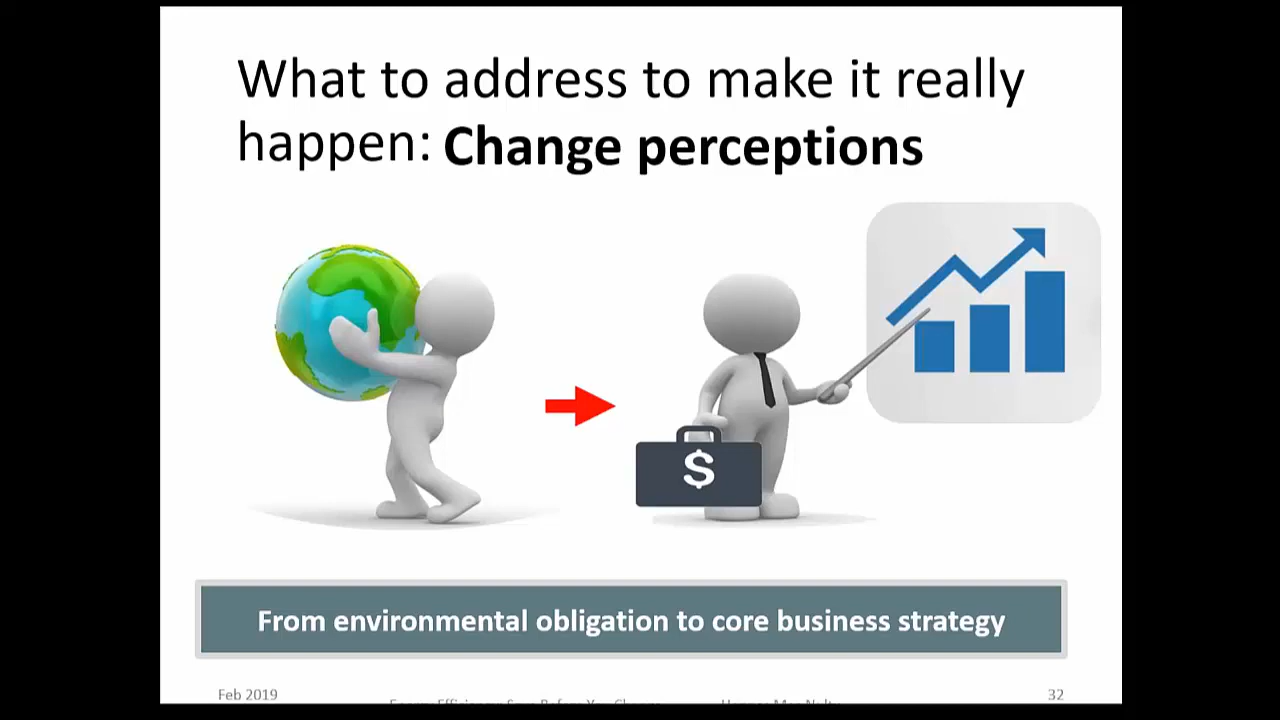 What to address to make it really
happen: Change perceptions
$
From environmental obligation to core business strategy
Feb 2019
32